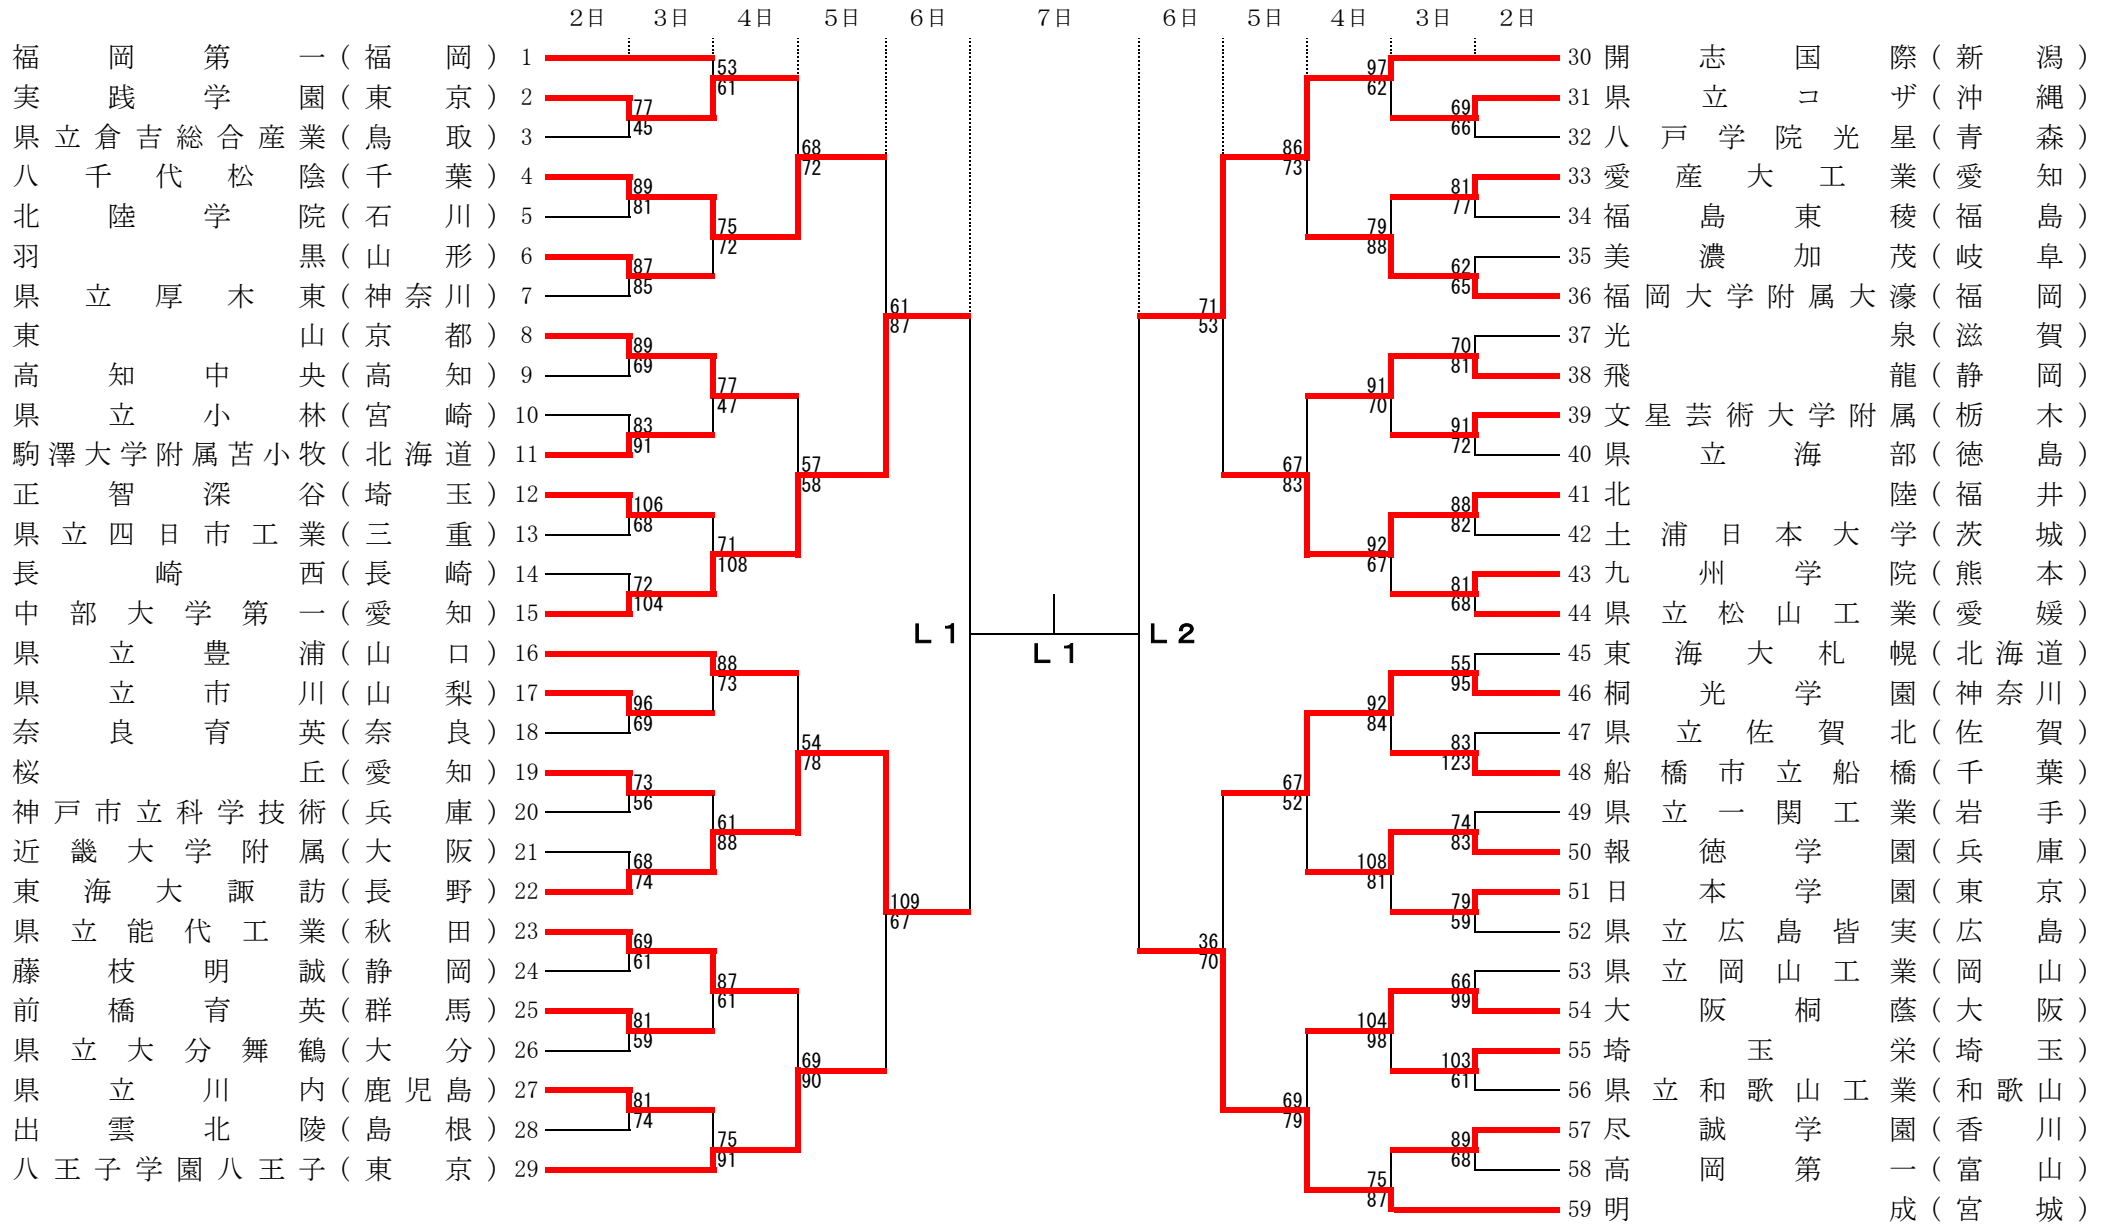 2日 3日 4日 5日 6日 7日 6日 5日 4日 3日 2日
福岡第一(福岡) 1
実践学園(東京) 2
県立倉吉総合産業(鳥取) 3
八千代松陰(千葉) 4
北陸学院(石川) 5
羽黒(山形) 6
県立厚木東(神奈川) 7
東山(京都) 8
高知中央(高知) 9
県立小林(宮崎) 10
駒澤大学附属苫小牧(北海道) 11
正智深谷(埼玉) 12
県立四日市工業(三重) 13
長崎西(長崎) 14
中部大学第一(愛知) 15
県立豊浦(山口) 16
県立市川(山梨) 17
奈良育英(奈良) 18
桜丘(愛知) 19
神戸市立科学技術(兵庫) 20
近畿大学附属(大阪) 21
東海大諏訪(長野) 22
県立能代工業(秋田) 23
藤枝明誠(静岡) 24
前橋育英(群馬) 25
県立大分舞鶴(大分) 26
県立川内(鹿児島) 27
出雲北陵(島根) 28
八王子学園八王子(東京) 29
77
45
89
81
87
85
89
69
83
91
106
68
72
104
96
69
73
56
68
74
69
61
81
59
81
74
53
61
75
72
77
47
71
108
88
73
61
88
87
61
75
91
68
72
57
58
54
78
69
90
61
87
109
67
L1
L1
L2
71
53
36
70
86
73
67
83
67
52
69
79
97
62
79
88
91
70
92
67
92
84
108
81
104
98
75
87
69
66
81
77
62
65
70
81
91
72
88
82
81
68
55
95
83
123
74
83
79
59
66
99
103
61
89
68
30 開志国際(新潟)
31 県立コザ(沖縄)
32 八戸学院光星(青森)
33 愛産大工業(愛知)
34 福島東稜(福島)
35 美濃加茂(岐阜)
36 福岡大学附属大濠(福岡)
37 光泉(滋賀)
38 飛龍(静岡)
39 文星芸術大学附属(栃木)
40 県立海部(徳島)
41 北陸(福井)
42 土浦日本大学(茨城)
43 九州学院(熊本)
44 県立松山工業(愛媛)
45 東海大札幌(北海道)
46 桐光学園(神奈川)
47 県立佐賀北(佐賀)
48 船橋市立船橋(千葉)
49 県立一関工業(岩手)
50 報徳学園(兵庫)
51 日本学園(東京)
52 県立広島皆実(広島)
53 県立岡山工業(岡山)
54 大阪桐蔭(大阪)
55 埼玉栄(埼玉)
56 県立和歌山工業(和歌山)
57 尽誠学園(香川)
58 高岡第一(富山)
59 明成(宮城)